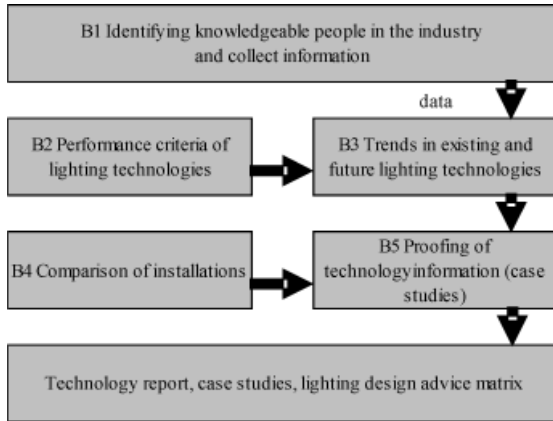 B1 Identifying knowledgeable people in the industry
and collect information
data
B2 Performance criteria of
lighting technologies
B3 Trends in existing and
future lighting technologies
B4 Comparison of installations
B5 Proofing of
technologyinformation (case
studies)
Technology report, case studies, lighting design advice matrix